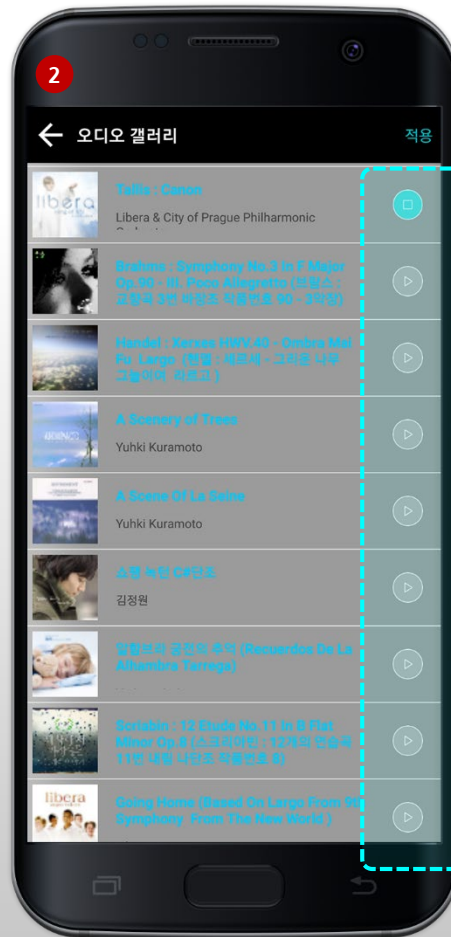 2
오디오 갤러리
적용
libera
Tallis : Canon
Libera & City of Prague Philharmonic
Brahms : Symphony No.3 In F Major
Op.90 - III. Poco Allegretto (브람스 :
교향곡 3번 바장조 작품번호 90 - 3악장)
Handel : Xerxes HWV.40 - Ombra Mai
Fu Largo (헨델 : 세르세 - 그리운 나무
그늘이여 라르고 )
A Scenery of Trees
Yuhki Kuramoto
A Scene Of La Seine
Yuhki Kuramoto
쇼팽 녹턴 C#단조
김정원
알함브라 궁전의 추억 (Recuerdos De La
Alhambra Tarrega)
Scriabin : 12 Etude No.11 In B Flat
Minor Op.8 (스크리아빈 : 12개의 연습곡
11번 내림 나단조 작품번호 8)
libera
Going Home (Based On Largo From 9th
Symphony From The New World )